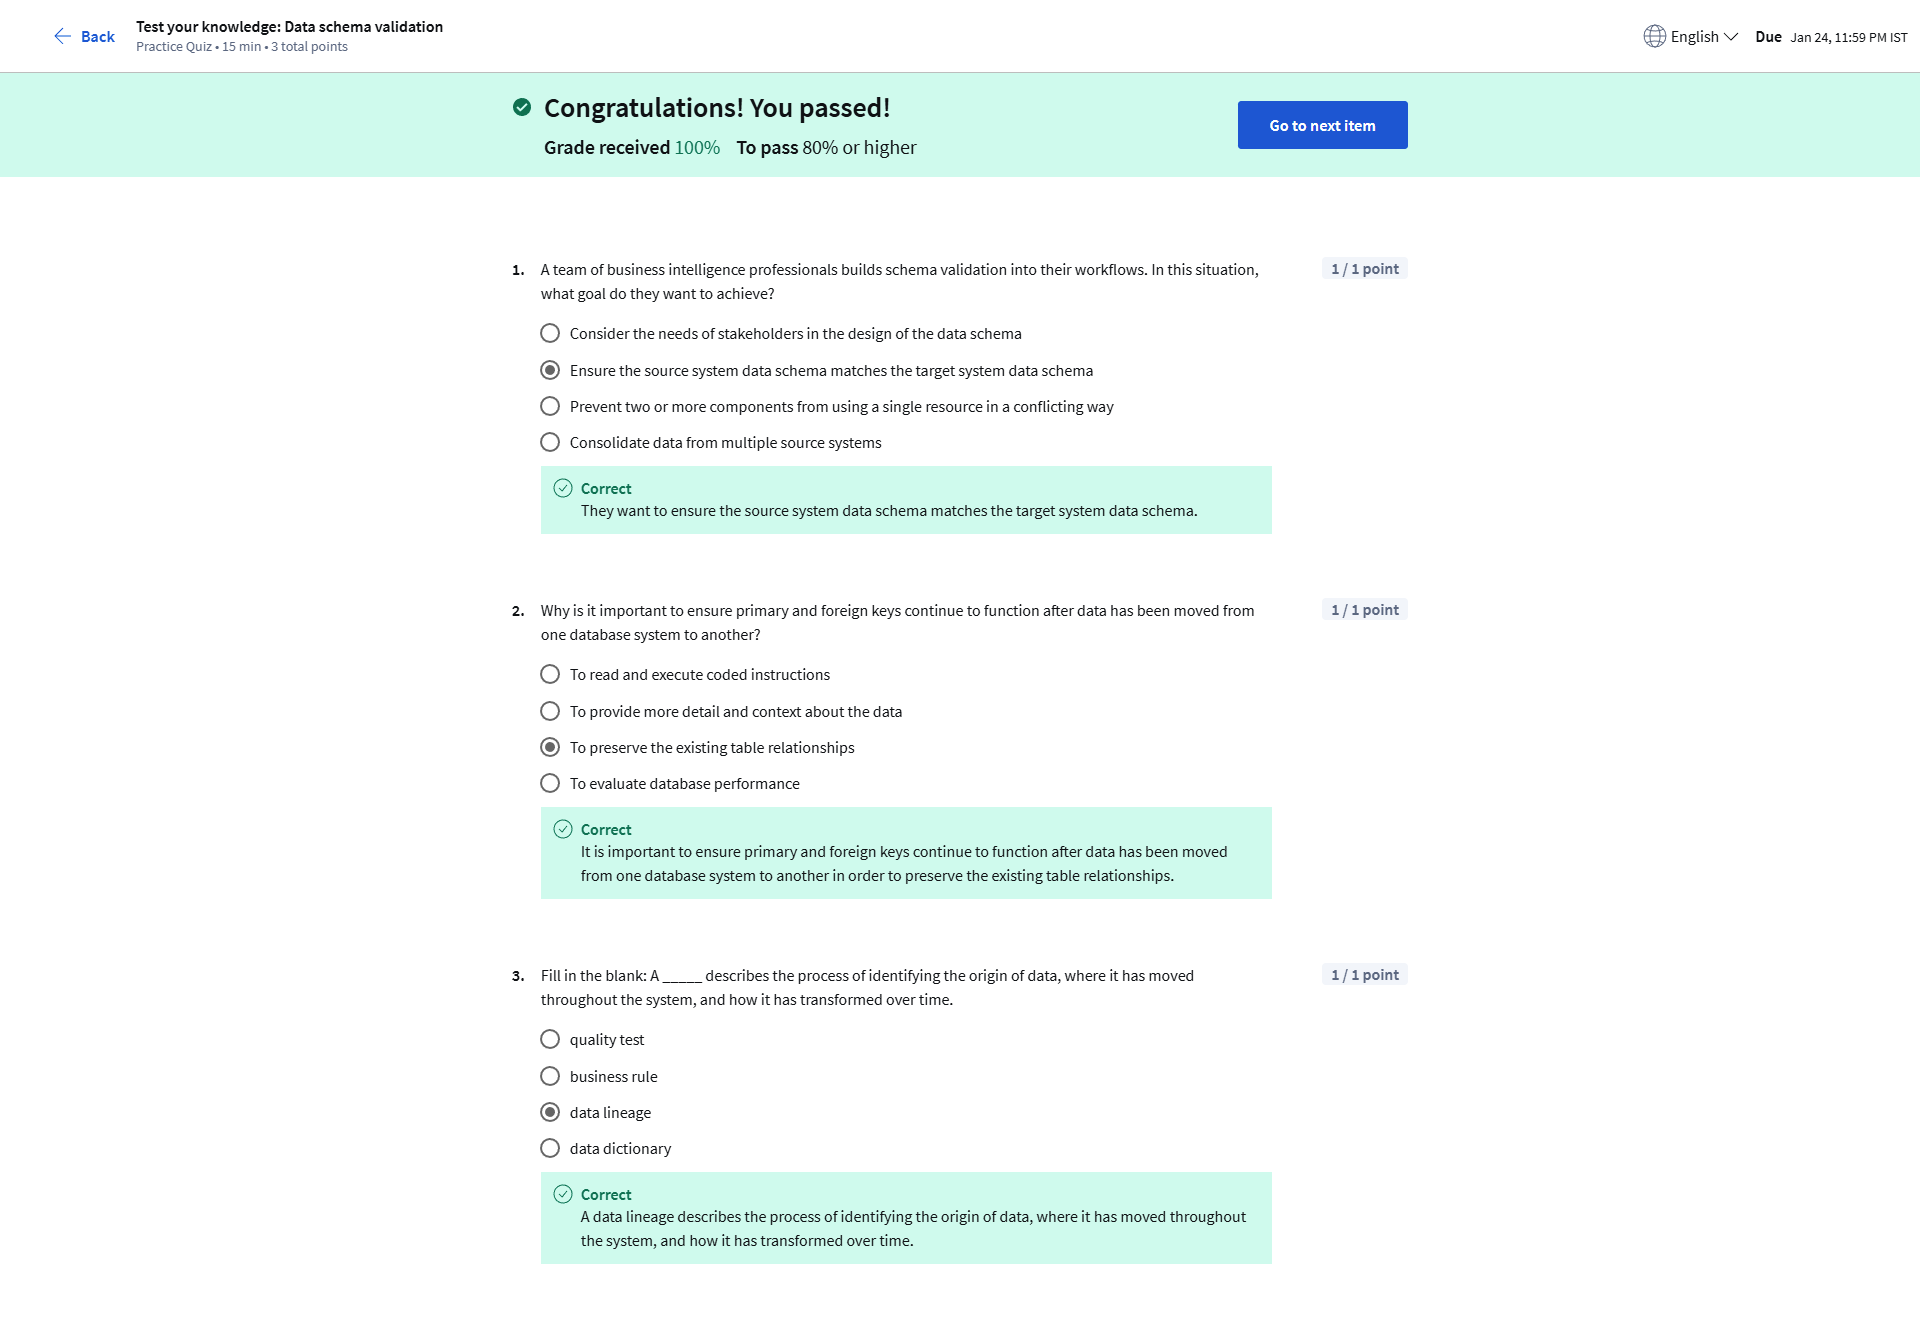 Back
Test your knowledge: Data schema validation
Practice Quiz • 15 min • 3 total points
English
Due Jan 24, 11:59 PM IST
Congratulations! You passed!
Grade received 100% To pass 80% or higher
Go to next item
1. A team of business intelligence professionals builds schema validation into their workflows. In this situation,
what goal do they want to achieve?
1 / 1 point
Consider the needs of stakeholders in the design of the data schema
Ensure the source system data schema matches the target system data schema
Prevent two or more components from using a single resource in a conflicting way
Consolidate data from multiple source systems
Correct
They want to ensure the source system data schema matches the target system data schema.
2. Why is it important to ensure primary and foreign keys continue to function after data has been moved from
one database system to another?
1 / 1 point
To read and execute coded instructions
To provide more detail and context about the data
To preserve the existing table relationships
To evaluate database performance
Correct
It is important to ensure primary and foreign keys continue to function after data has been moved
from one database system to another in order to preserve the existing table relationships.
3. Fill in the blank: A _____ describes the process of identifying the origin of data, where it has moved
throughout the system, and how it has transformed over time.
1 / 1 point
quality test
business rule
data lineage
data dictionary
Correct
A data lineage describes the process of identifying the origin of data, where it has moved throughout
the system, and how it has transformed over time.